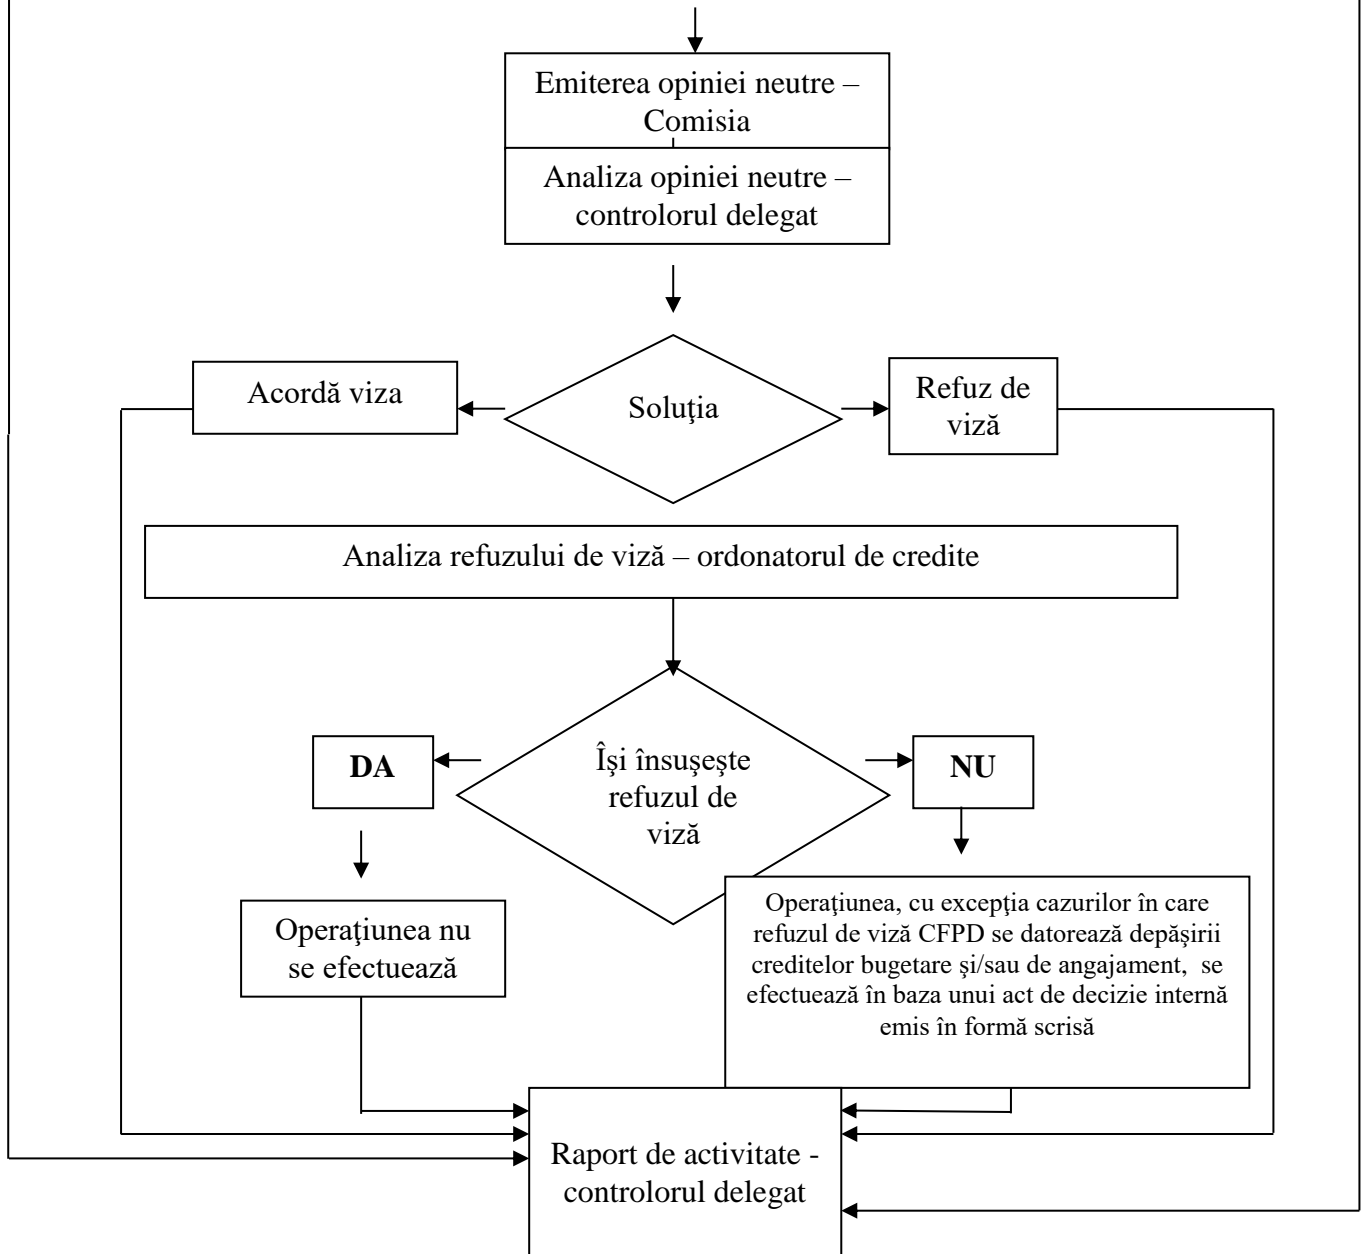 Emiterea opiniei neutre –
Comisia
Analiza opiniei neutre –
controlorul delegat
Acordă viza
Soluţia
Refuz de
viză
Analiza refuzului de viză – ordonatorul de credite
DA
Îşi însuşeşte
refuzul de
viză
NU
Operaţiunea nu
se efectuează
Operaţiunea, cu excepţia cazurilor în care
refuzul de viză CFPD se datorează depăşirii
creditelor bugetare şi/sau de angajament, se
efectuează în baza unui act de decizie internă
emis în formă scrisă
Raport de activitate -
controlorul delegat